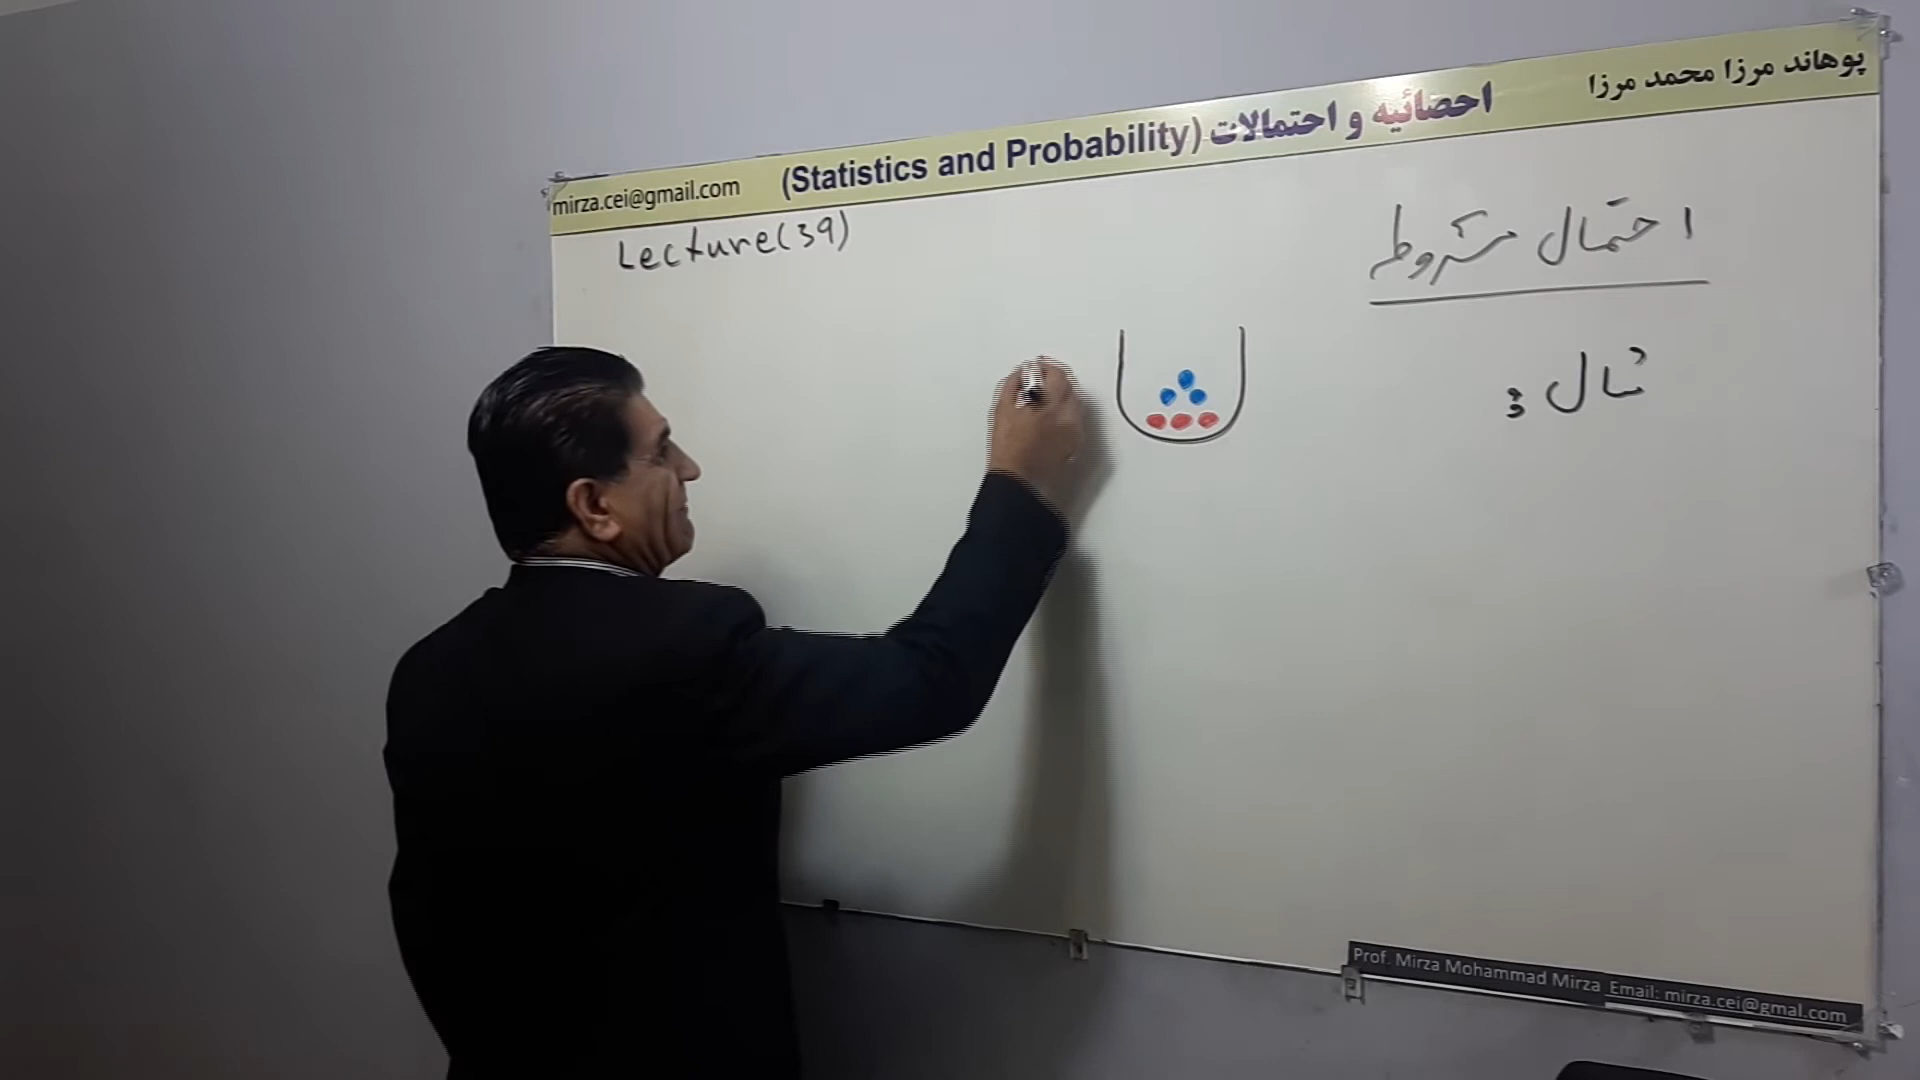 پوهاند مرزا محمد مرزا
احصائیه و احتمالات (Statistics and Probability)
mirza.cei@gmail.com
Lecture(39)
احتمال مشروط
مثال :
Prof. Mirza Mohammad Mirza Email: mirza.cei@gmal.com